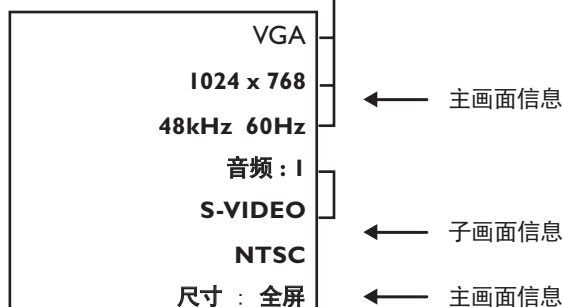 VGA
1024 x 768
主画面信息
48kHz 60Hz
音频 : 1
S-VIDEO
子画面信息
NTSC
尺寸 : 全屏
主画面信息